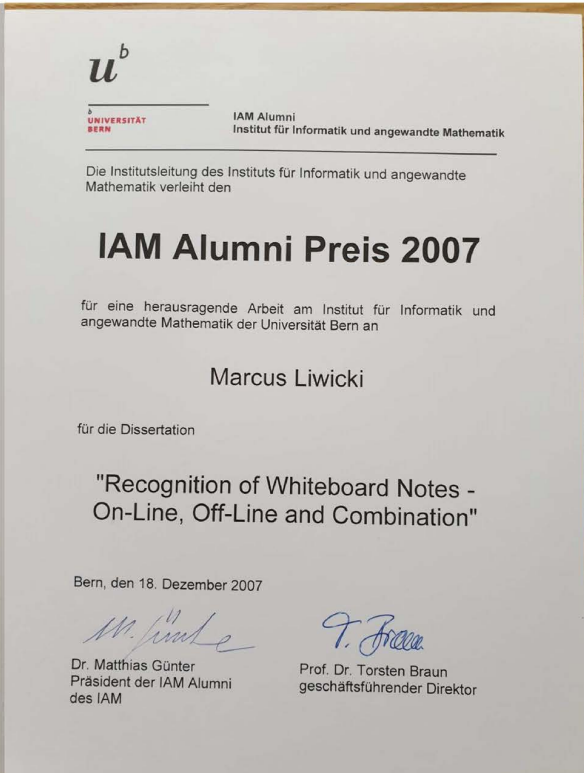 u^b
b
UNIVERSITÄT
BERN
IAM Alumni
Institut für Informatik und angewandte Mathematik
Die Institutsleitung des Instituts für Informatik und angewandte
Mathematik verleiht den
IAM Alumni Preis 2007
für eine herausragende Arbeit am Institut für Informatik und
angewandte Mathematik der Universität Bern an
Marcus Liwicki
für die Dissertation
"Recognition of Whiteboard Notes -
On-Line, Off-Line and Combination"
Bern, den 18. Dezember 2007
M. Günter
T. Braun
Dr. Matthias Günter
Präsident der IAM Alumni
des IAM
Prof. Dr. Torsten Braun
geschäftsführender Direktor